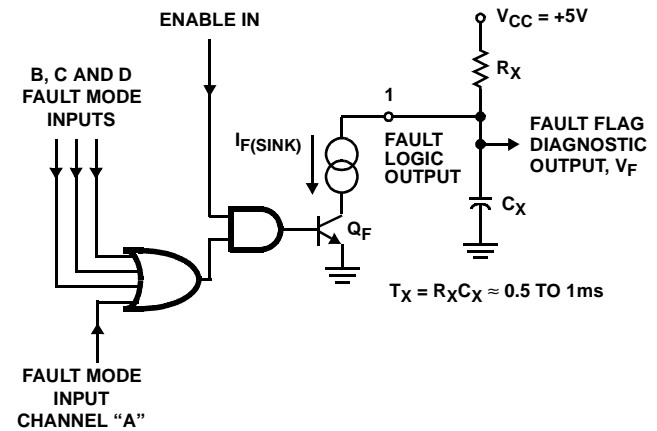 ENABLE IN
V_CC = +5V
R_X
B, C AND D
FAULT MODE
INPUTS
1
I_F(SINK)
FAULT
LOGIC
OUTPUT
FAULT FLAG
DIAGNOSTIC
OUTPUT, V_F
C_X
Q_F
T_X = R_XC_X ≈ 0.5 TO 1ms
FAULT MODE
INPUT
CHANNEL “A”